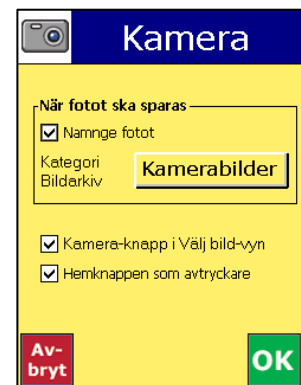 Kamera
När fotot ska sparas
Namnge fotot
Kategori
Bildarkiv
Kamerabilder
Kamera-knapp i Välj bild-vyn
Hemknappen som avtryckare
Av-
bryt
OK